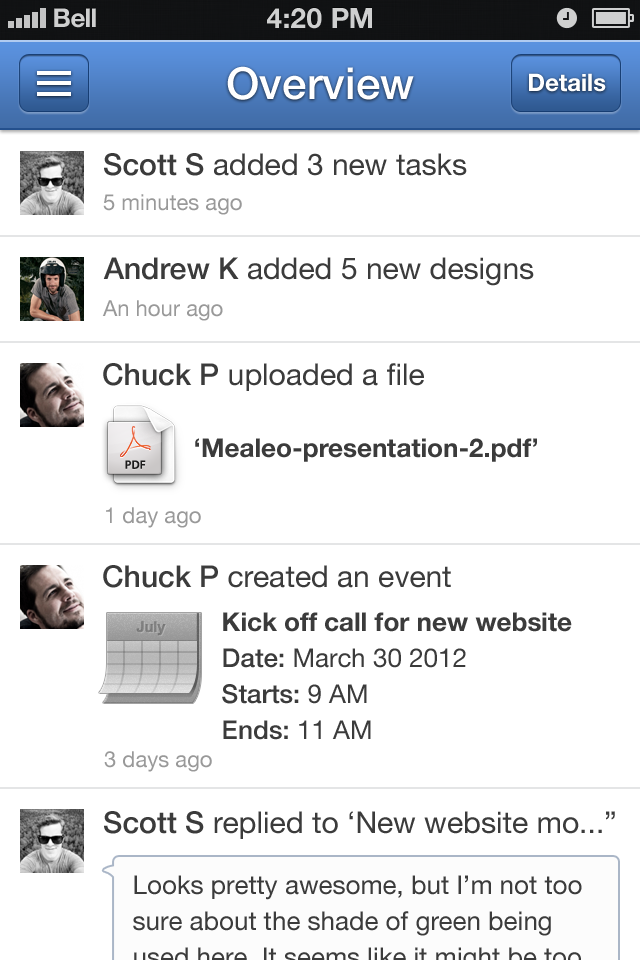 Bell 4:20 PM
Overview
Details
Scott S added 3 new tasks
5 minutes ago
Andrew K added 5 new designs
An hour ago
Chuck P uploaded a file
PDF
‘Mealeo-presentation-2.pdf’
1 day ago
Chuck P created an event
July
Kick off call for new website
Date: March 30 2012
Starts: 9 AM
Ends: 11 AM
3 days ago
Scott S replied to ‘New website mo...”
Looks pretty awesome, but I’m not too
sure about the shade of green being
used here. It seems like it might be too